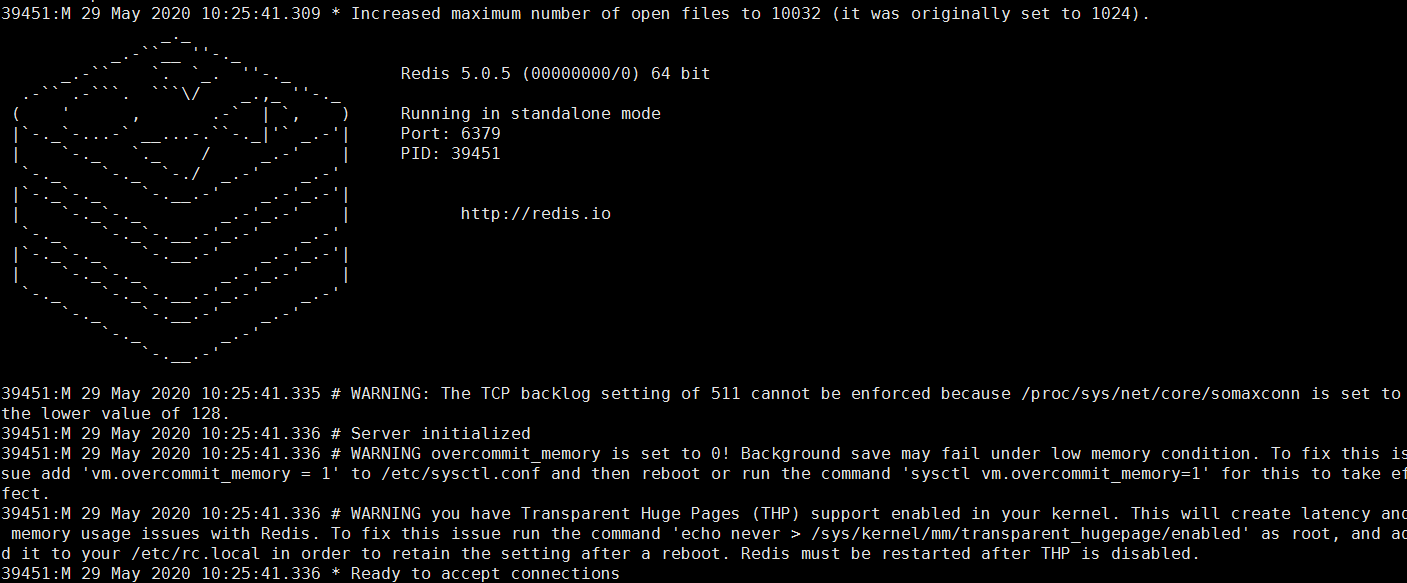 39451:M 29 May 2020 10:25:41.309 * Increased maximum number of open files to 10032 (it was originally set to 1024).
Redis 5.0.5 (00000000/0) 64 bit
Running in standalone mode
Port: 6379
PID: 39451
http://redis.io
39451:M 29 May 2020 10:25:41.335 # WARNING: The TCP backlog setting of 511 cannot be enforced because /proc/sys/net/core/somaxconn is set to
the lower value of 128.
39451:M 29 May 2020 10:25:41.336 # Server initialized
39451:M 29 May 2020 10:25:41.336 # WARNING overcommit_memory is set to 0! Background save may fail under low memory condition. To fix this is
sue add 'vm.overcommit_memory = 1' to /etc/sysctl.conf and then reboot or run the command 'sysctl vm.overcommit_memory=1' for this to take ef
fect.
39451:M 29 May 2020 10:25:41.336 # WARNING you have Transparent Huge Pages (THP) support enabled in your kernel. This will create latency and
memory usage issues with Redis. To fix this issue run the command 'echo never > /sys/kernel/mm/transparent_hugepage/enabled' as root, and ad
d it to your /etc/rc.local in order to retain the setting after a reboot. Redis must be restarted after THP is disabled.
39451:M 29 May 2020 10:25:41.336 * Ready to accept connections